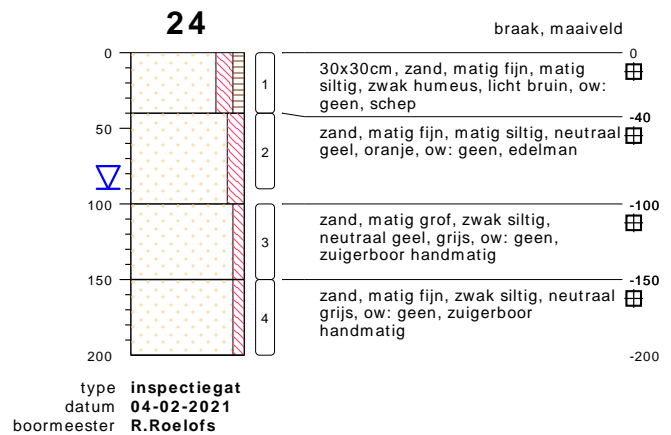 24
braak, maaiveld
0
0
1
30x30cm, zand, matig fijn, matig
siltig, zwak humeus, licht bruin, ow:
geen, schep
-40
50
2
zand, matig fijn, matig siltig, neutraal
geel, oranje, ow: geen, edelman
100
-100
3
zand, matig grof, zwak siltig,
neutraal geel, grijs, ow: geen,
zuigerboor handmatig
150
-150
4
zand, matig fijn, zwak siltig, neutraal
grijs, ow: geen, zuigerboor
handmatig
200
-200
type inspectiegat
datum 04-02-2021
boormeester R.Roelofs